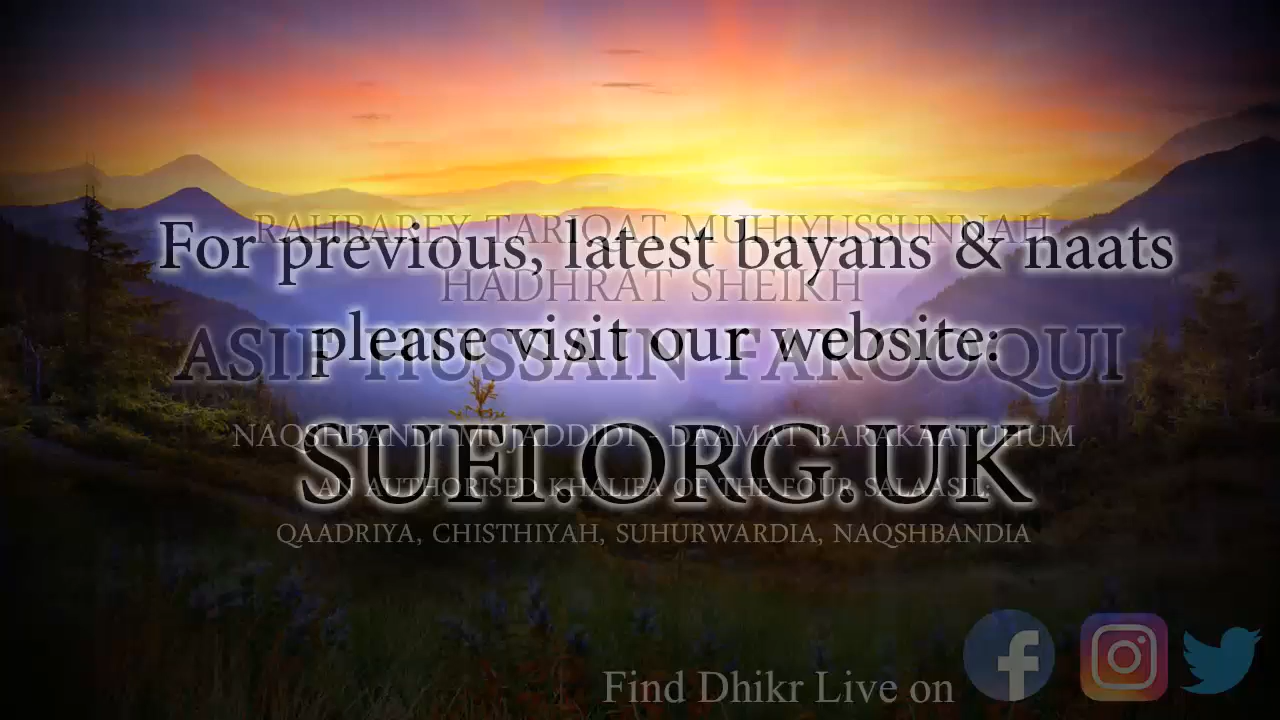 RAHBAREY TARIQAT MUHIYUSSUNNAH
For previous, latest bayans & naats
HADHRAT SHEIKH
please visit our website:
ASIF HUSSAIN FAROOQUI
NAQSHBANDI MUJADDIDI DAAMAT BARAKAATUHUM
SUFI.ORG.UK
AN AUTHORISED KHALIFA OF THE FOUR SALAASIL:
QAADRIYA, CHISTHIYAH, SUHURWARDIA, NAQSHBANDIA
Find Dhikr Live on